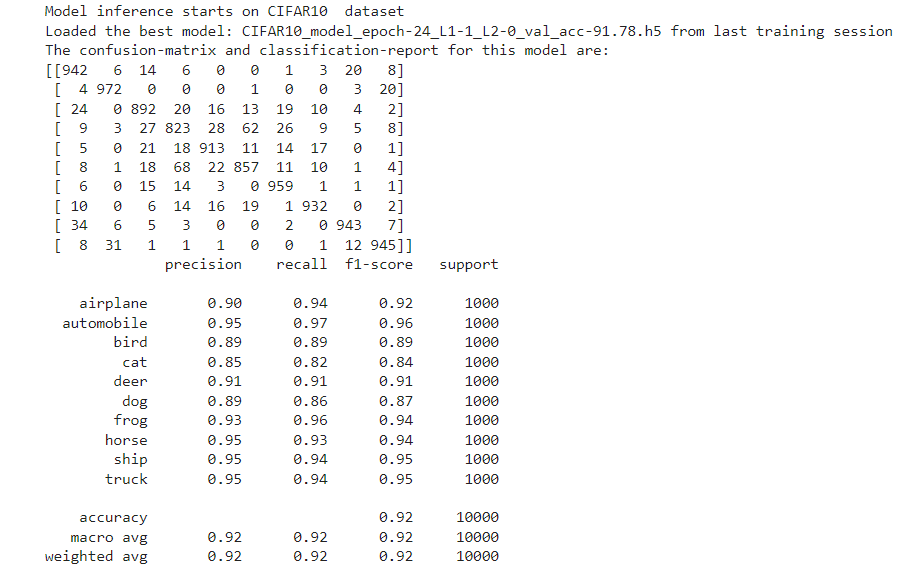 Model inference starts on CIFAR10  dataset
Loaded the best model: CIFAR10_model_epoch-24_L1-1_L2-0_val_acc-91.78.h5 from last training session
The confusion-matrix and classification-report for this model are:
[[942   6  14   6   0   0   1   3  20   8]
 [  4 972   0   0   0   1   0   0   3  20]
 [ 24   0 892  20  16  13  19  10   4   2]
 [  9   3  27 823  28  62  26   9   5   8]
 [  5   0  21  18 913  11  14  17   0   1]
 [  8   1  18  68  22 857  11  10   1   4]
 [  6   0  15  14   3   0 959   1   1   1]
 [ 10   0   6  14  16  19   1 932   0   2]
 [ 34   6   5   3   0   0   2   0 943   7]
 [  8  31   1   1   1   0   0   1  12 945]]
              precision    recall  f1-score   support

    airplane       0.90      0.94      0.92      1000
  automobile       0.95      0.97      0.96      1000
        bird       0.89      0.89      0.89      1000
         cat       0.85      0.82      0.84      1000
        deer       0.91      0.91      0.91      1000
         dog       0.89      0.86      0.87      1000
        frog       0.93      0.96      0.94      1000
       horse       0.95      0.93      0.94      1000
        ship       0.95      0.94      0.95      1000
       truck       0.95      0.94      0.95      1000

    accuracy                           0.92     10000
   macro avg       0.92      0.92      0.92     10000
weighted avg       0.92      0.92      0.92     10000